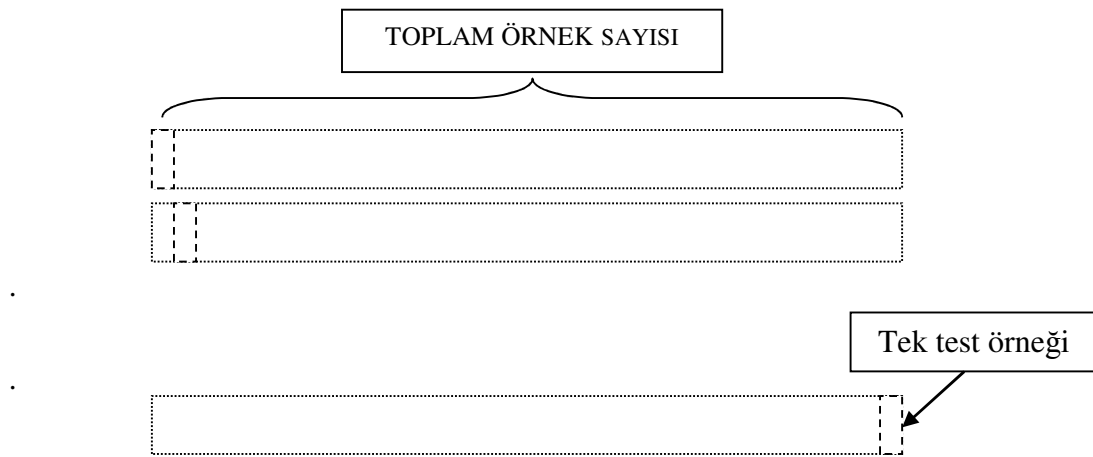 TOPLAM ÖRNEK SAYISI
.
Tek test örneği
.